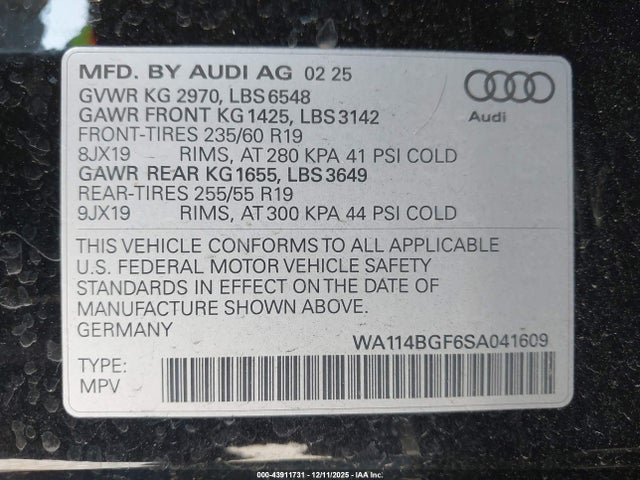 MFD. BY AUDI AG 02 25
GVWR KG 2970, LBS 6548
GAWR FRONT KG 1425, LBS 3142
FRONT-TIRES 235/60 R19
8JX19 RIMS, AT 280 KPA 41 PSI COLD
GAWR REAR KG 1655, LBS 3649
REAR-TIRES 255/55 R19
9JX19 RIMS, AT 300 KPA 44 PSI COLD
Audi
THIS VEHICLE CONFORMS TO ALL APPLICABLE
U.S. FEDERAL MOTOR VEHICLE SAFETY
STANDARDS IN EFFECT ON THE DATE OF
MANUFACTURE SHOWN ABOVE.
GERMANY WA114BGF6SA041609
TYPE:
MPV
000-43911731 - 12/11/2025 - IAA Inc.